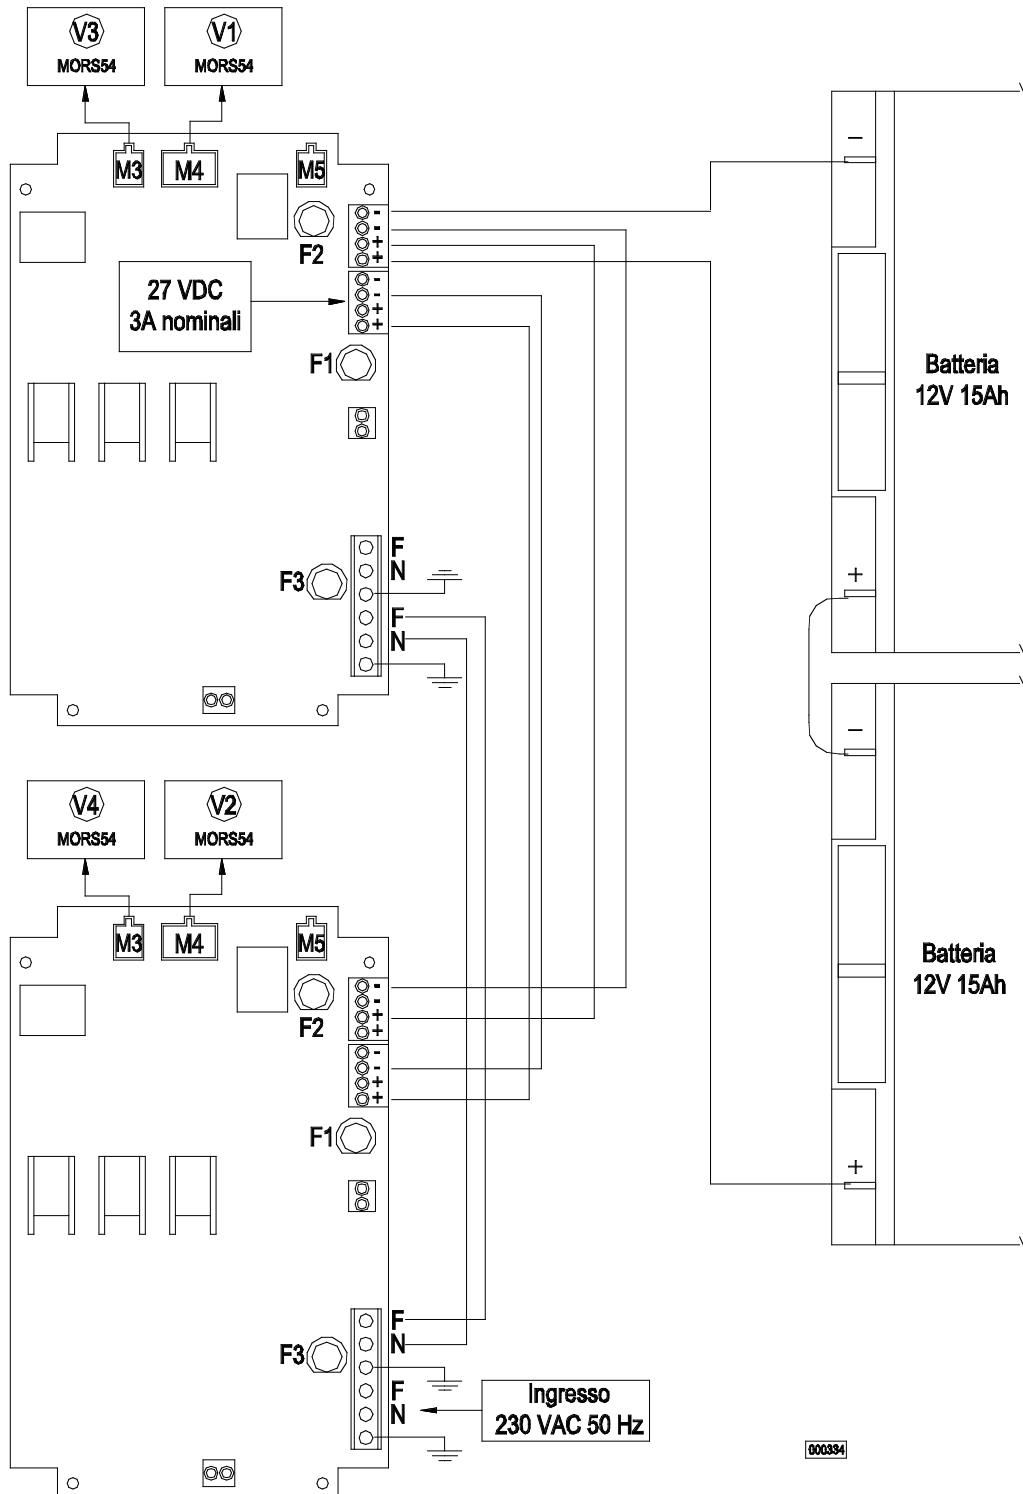 V3
MORS54
V1
MORS54
M3
M4
M5
F2
-
-
+
+
27 VDC
3A nominali
-
-
+
+
F1
F3
F
N
F
N
V4
MORS54
V2
MORS54
M3
M4
M5
F2
-
-
+
+
-
-
+
+
F1
F3
F
N
F
N
Ingresso
230 VAC 50 Hz
-
Batteria
12V 15Ah
+
-
Batteria
12V 15Ah
+
000334